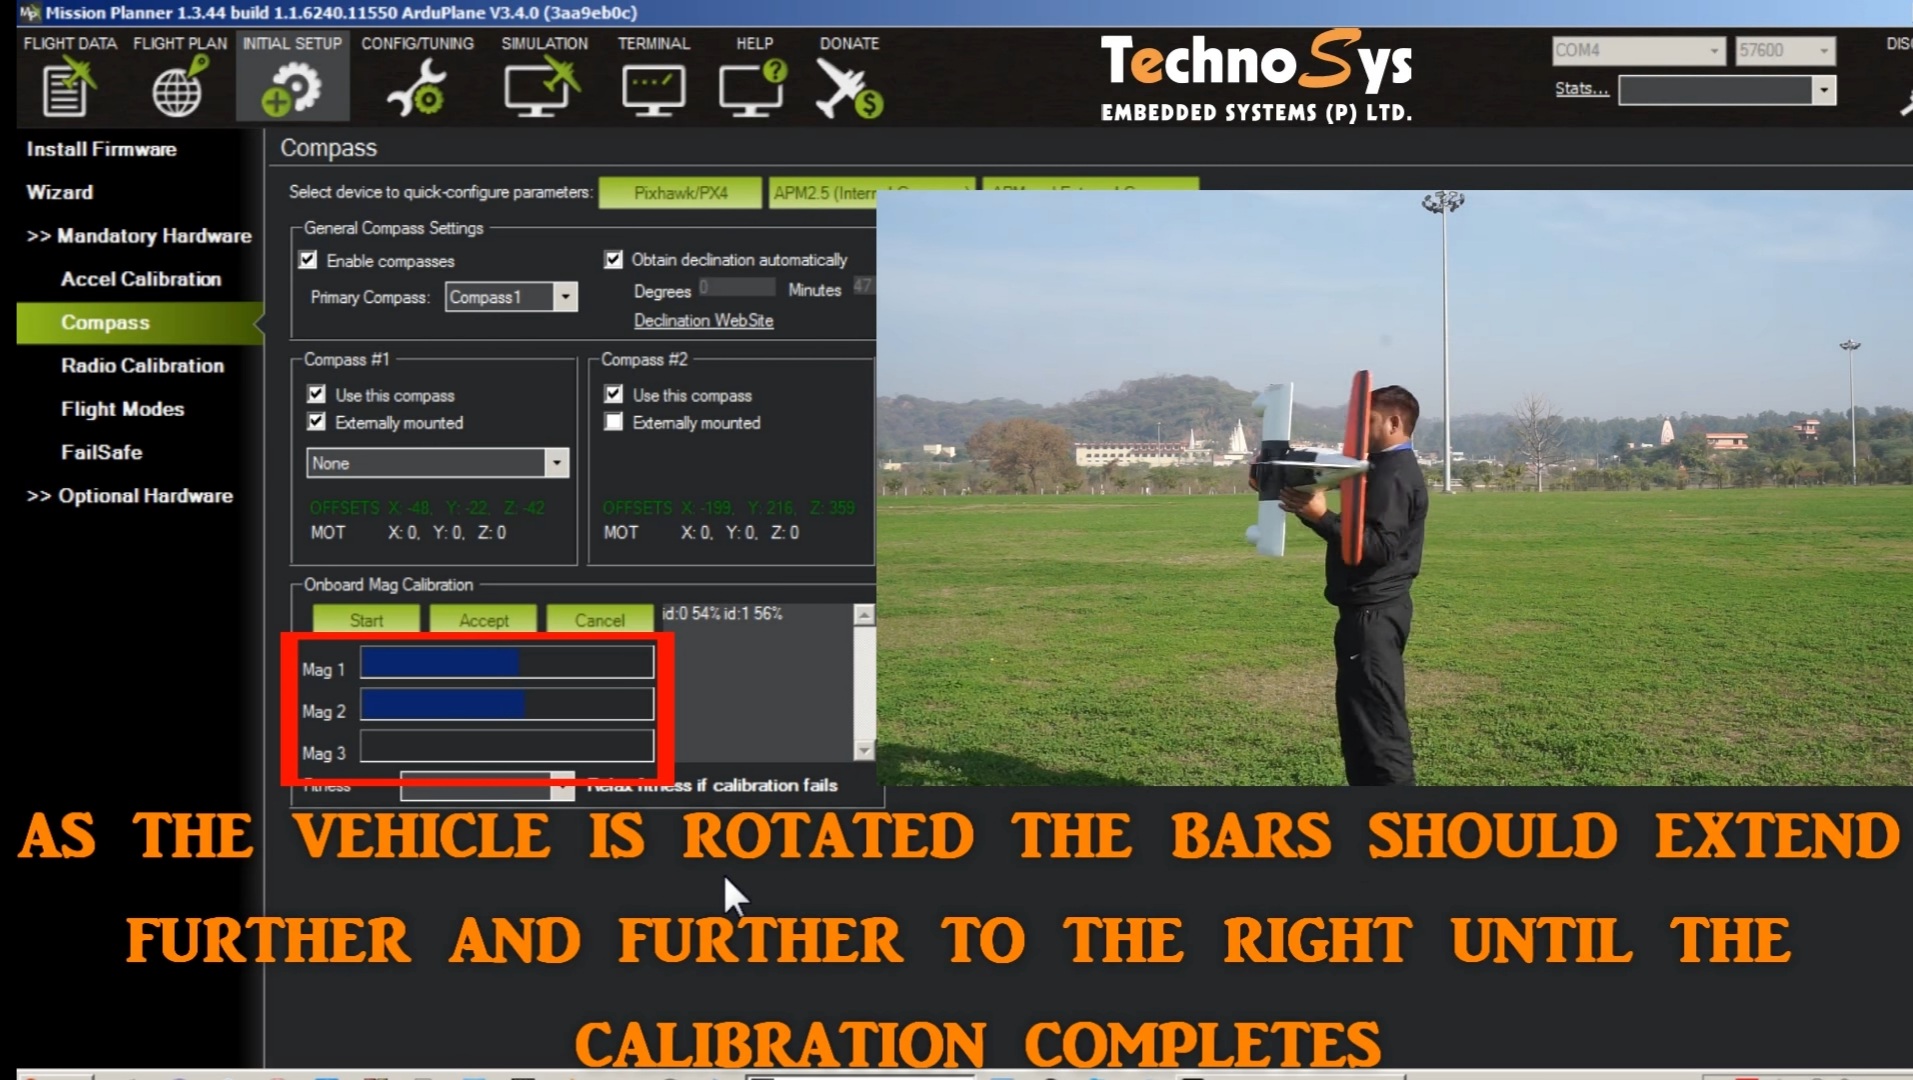 Mission Planner 1.3.44 build 1.1.6240.11550 ArduPlane V3.4.0 (3aa9eb0c)
FLIGHT DATA FLIGHT PLAN INITIAL SETUP CONFIG/TUNING SIMULATION TERMINAL HELP DONATE
TechnoSys
EMBEDDED SYSTEMS (P) LTD.
COM4 57600
Stats...
Install Firmware
Wizard
>> Mandatory Hardware
Accel Calibration
Compass
Radio Calibration
Flight Modes
FailSafe
>> Optional Hardware
Compass
Select device to quick-configure parameters: Pixhawk/PX4 APM2.5
General Compass Settings
Enable compasses
Obtain declination automatically
Primary Compass: Compass1
Degrees 0 Minutes 47
Declination WebSite
Compass #1
Use this compass
Externally mounted
None
OFFSETS X: -48, Y: -22, Z: -42
MOT X: 0, Y: 0, Z: 0
Compass #2
Use this compass
Externally mounted
OFFSETS X: -199, Y: 216, Z: 359
MOT X: 0, Y: 0, Z: 0
Onboard Mag Calibration
Start Accept Cancel
id:0 54% id:1 56%
Mag 1
Mag 2
Mag 3
Fitness
Relax fitness if calibration fails
AS THE VEHICLE IS ROTATED THE BARS SHOULD EXTEND
FURTHER AND FURTHER TO THE RIGHT UNTIL THE
CALIBRATION COMPLETES